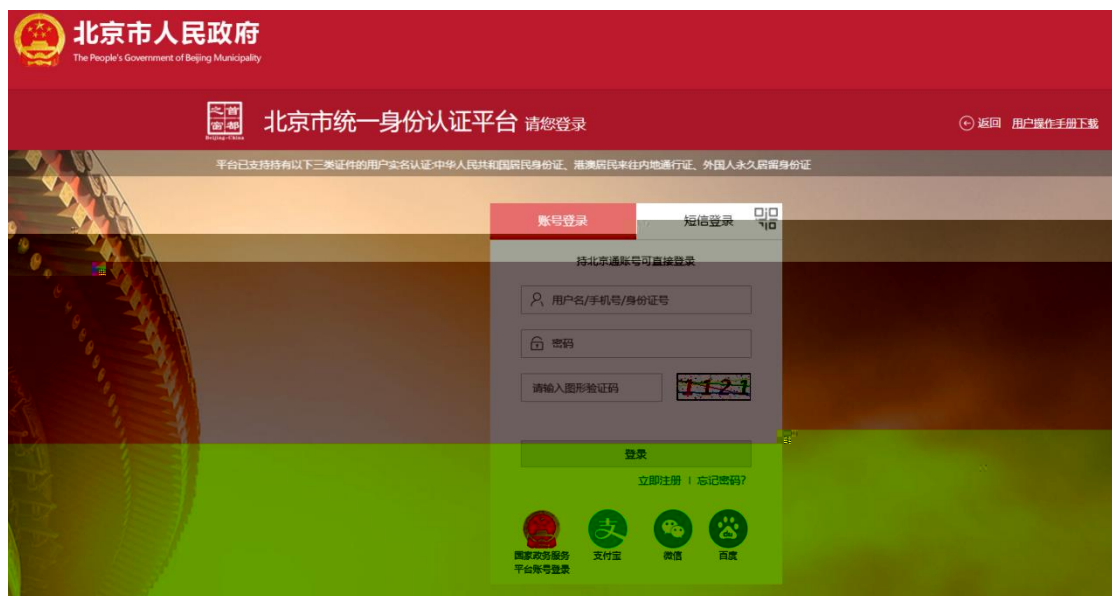 北京市人民政府
The People's Government of Beijing Municipality
首都之窗
Beijing-China
北京市统一身份认证平台 请您登录
返回 用户操作手册下载
平台已支持持有以下三类证件的用户实名认证:中华人民共和国居民身份证、港澳居民来往内地通行证、外国人永久居留身份证
账号登录 短信登录
持北京通账号可直接登录
用户名/手机号/身份证号
密码
请输入图形验证码 1121
登录
立即注册 | 忘记密码?
国家政务服务
平台账号登录
支付宝
微信
百度